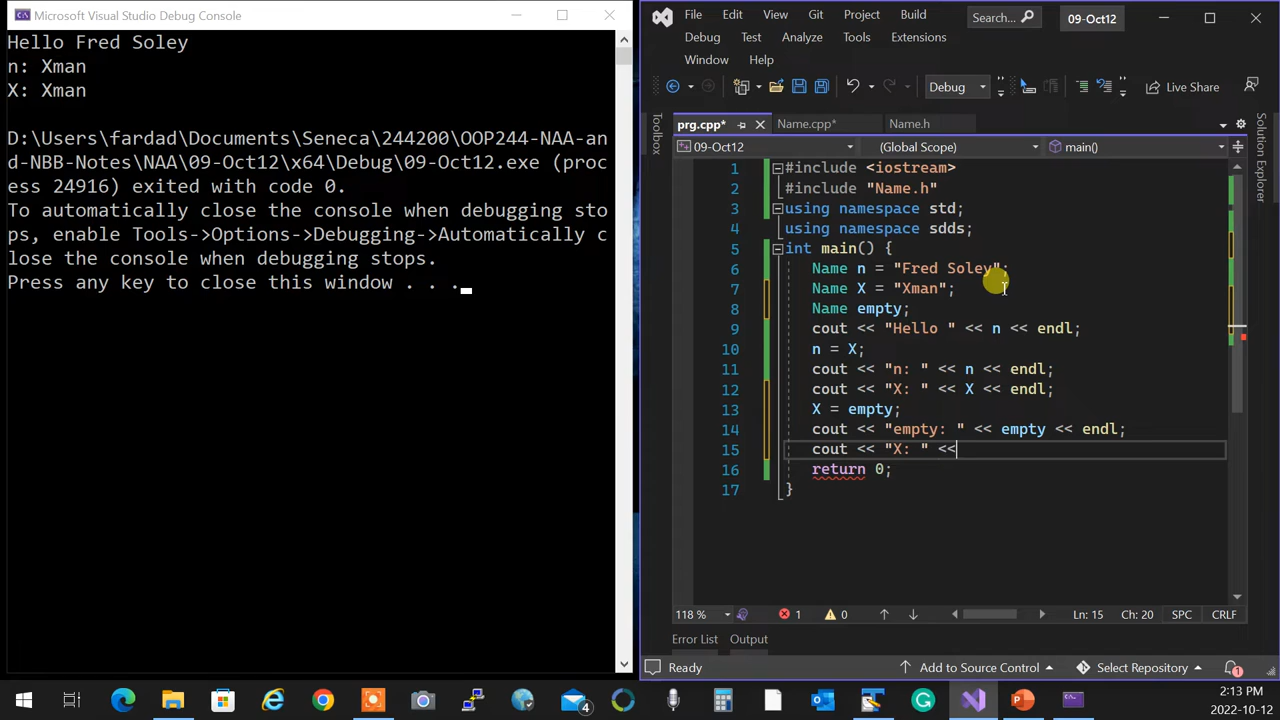 Microsoft Visual Studio Debug Console
Hello Fred Soley
n: Xman
X: Xman
D:\Users\fardad\Documents\Seneca\244200\OOP244-NAA-an
d-NBB-Notes\NAA\09-Oct12\x64\Debug\09-Oct12.exe (proc
ess 24916) exited with code 0.
To automatically close the console when debugging sto
ps, enable Tools->Options->Debugging->Automatically c
lose the console when debugging stops.
Press any key to close this window . . .
File Edit View Git Project Build Search... 09-Oct12
Debug Test Analyze Tools Extensions
Window Help
Debug Live Share
prg.cpp* Name.cpp* Name.h
09-Oct12 (Global Scope) main()
Toolbox
Solution Explorer
1 #include <iostream>
2 #include "Name.h"
3 using namespace std;
4 using namespace sdds;
5 int main() {
6 Name n = "Fred Soley";
7 Name X = "Xman";
8 Name empty;
9 cout << "Hello " << n << endl;
10 n = X;
11 cout << "n: " << n << endl;
12 cout << "X: " << X << endl;
13 X = empty;
14 cout << "empty: " << empty << endl;
15 cout << "X: " <<
16 return 0;
17 }
118 % 1 0 Ln: 15 Ch: 20 SPC CRLF
Error List Output
Ready Add to Source Control Select Repository 1
4
2:13 PM
2022-10-12